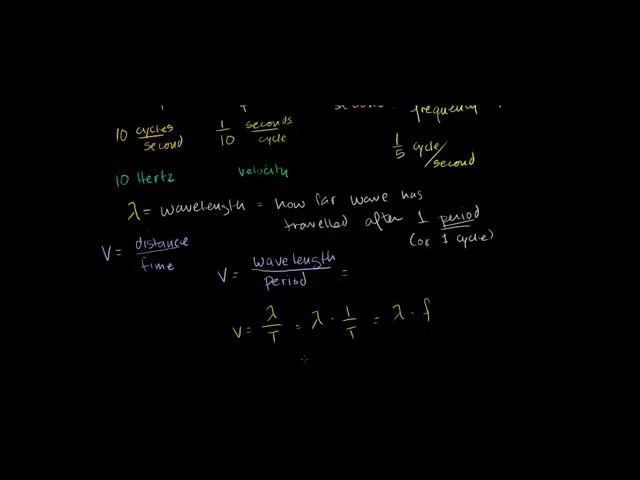 frequency
10 cycles/second 1/10 seconds/cycle
1/5 cycle/second
10 Hertz velocity
λ = wavelength = how far wave has
travelled after 1 period
(or 1 cycle)
V = distance/time
V = wavelength/period =
V = λ/T = λ · 1/T = λ · f